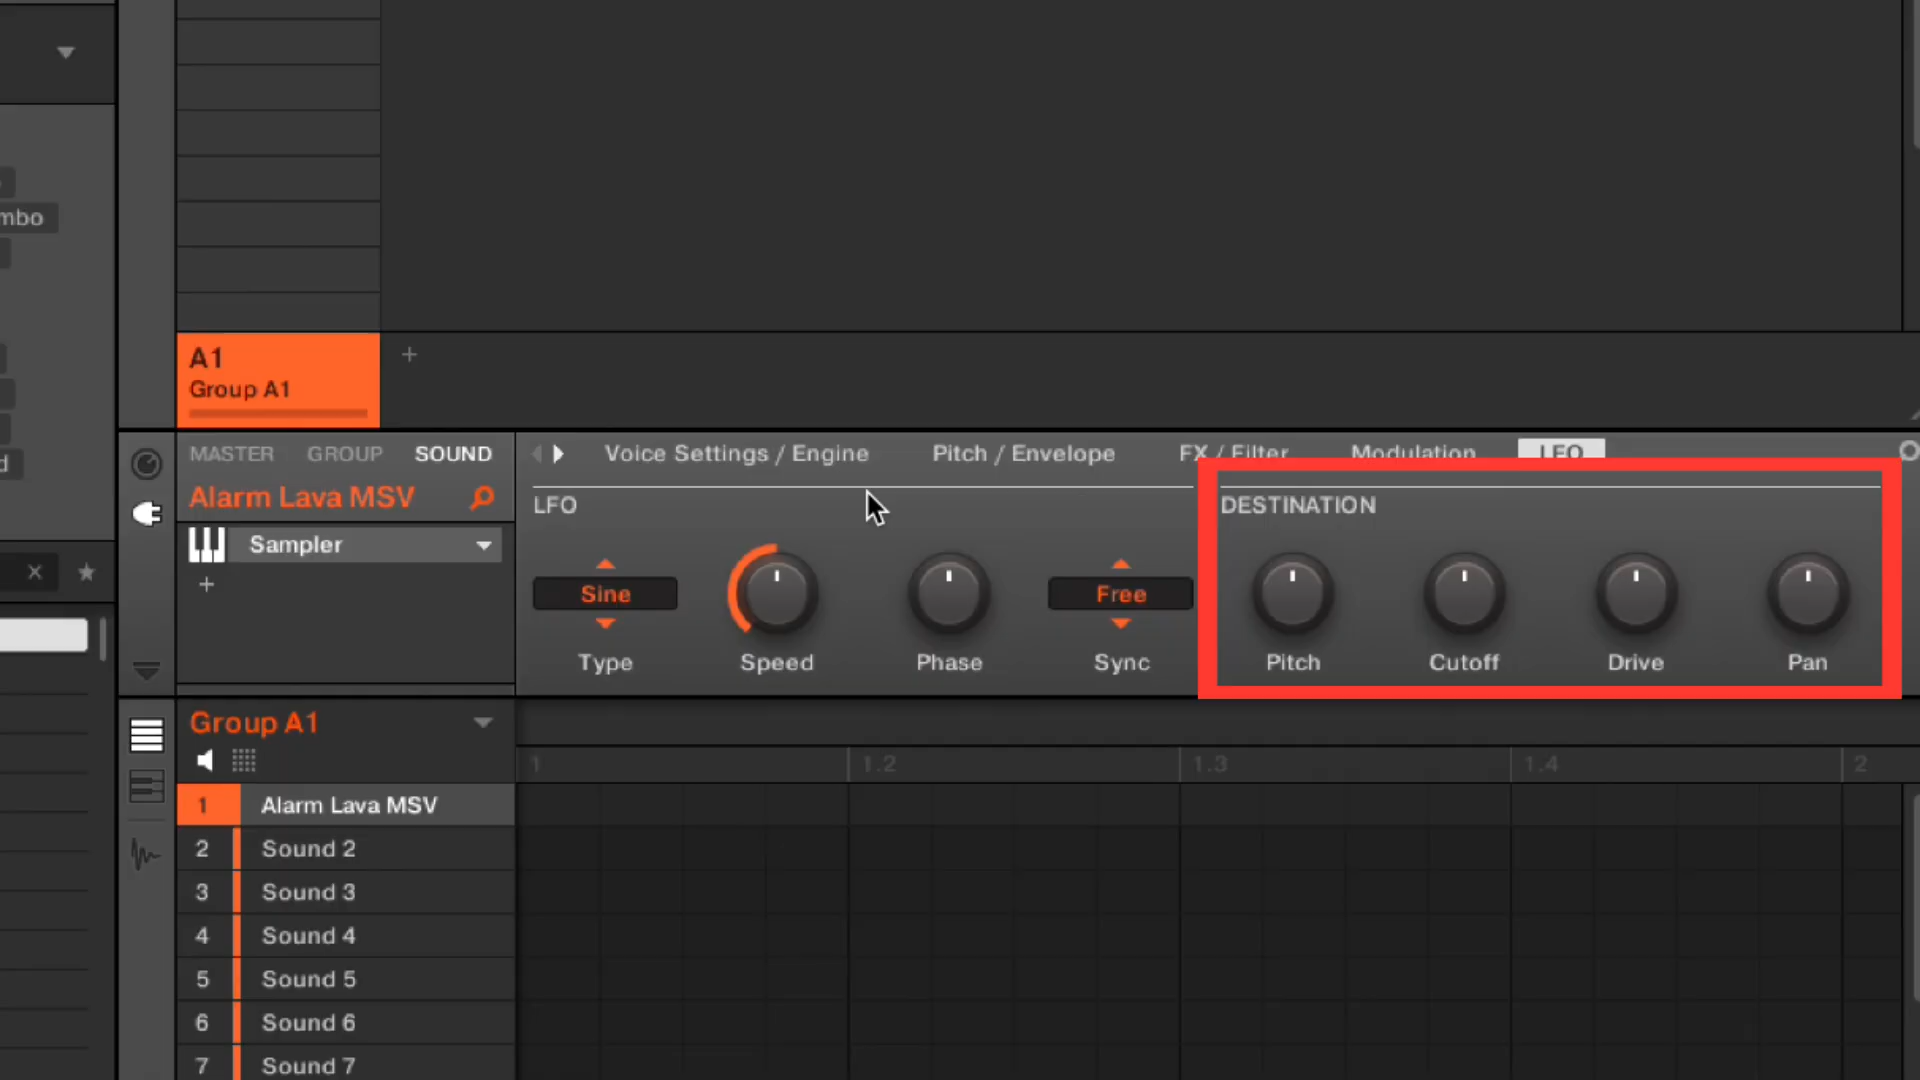 mbo
A1
Group A1
MASTER GROUP SOUND
Voice Settings / Engine Pitch / Envelope FX / Filter Modulation LFO
Alarm Lava MSV
Sampler
LFO
DESTINATION
Sine
Free
Type Speed Phase Sync Pitch Cutoff Drive Pan
Group A1
1 1.2 1.3 1.4 2
1 Alarm Lava MSV
2 Sound 2
3 Sound 3
4 Sound 4
5 Sound 5
6 Sound 6
7 Sound 7